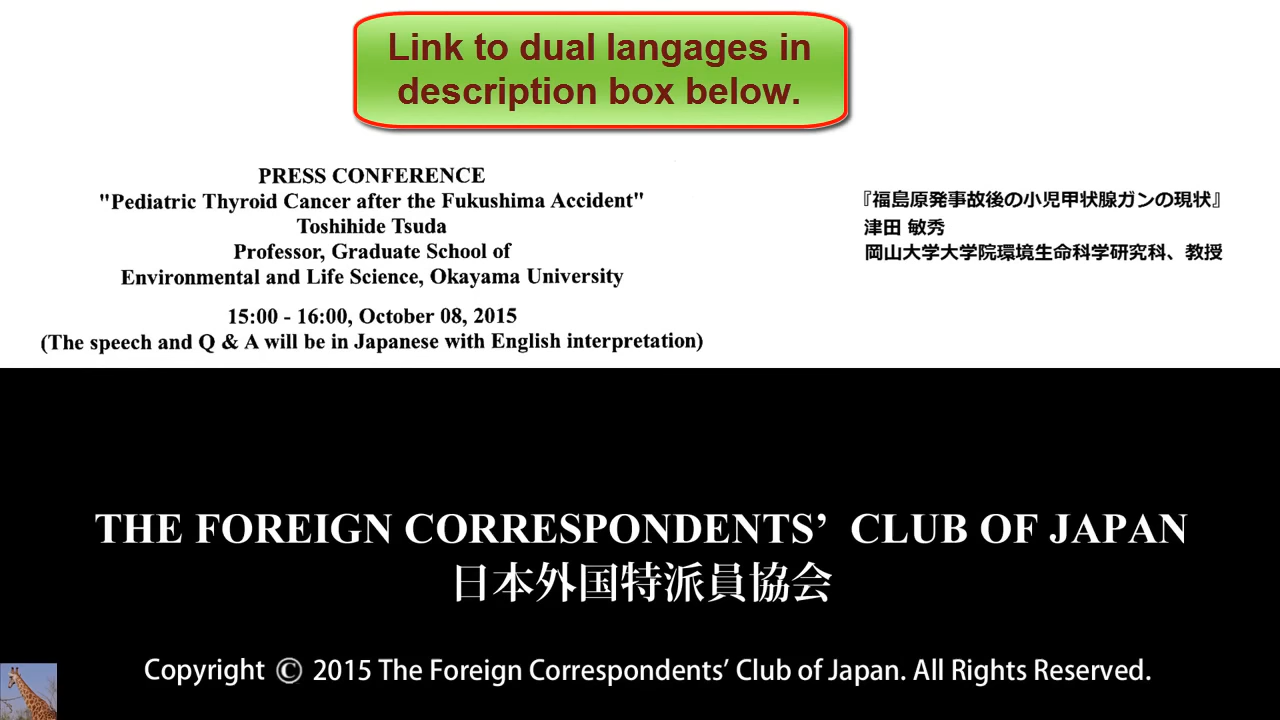 Link to dual langages in
description box below.
PRESS CONFERENCE
"Pediatric Thyroid Cancer after the Fukushima Accident"
Toshihide Tsuda
Professor, Graduate School of
Environmental and Life Science, Okayama University
15:00 - 16:00, October 08, 2015
(The speech and Q & A will be in Japanese with English interpretation)
『福島原発事故後の小児甲状腺ガンの現状』
津田 敏秀
岡山大学大学院環境生命科学研究科、教授
THE FOREIGN CORRESPONDENTS’ CLUB OF JAPAN
日本外国特派員協会
Copyright © 2015 The Foreign Correspondents’ Club of Japan. All Rights Reserved.